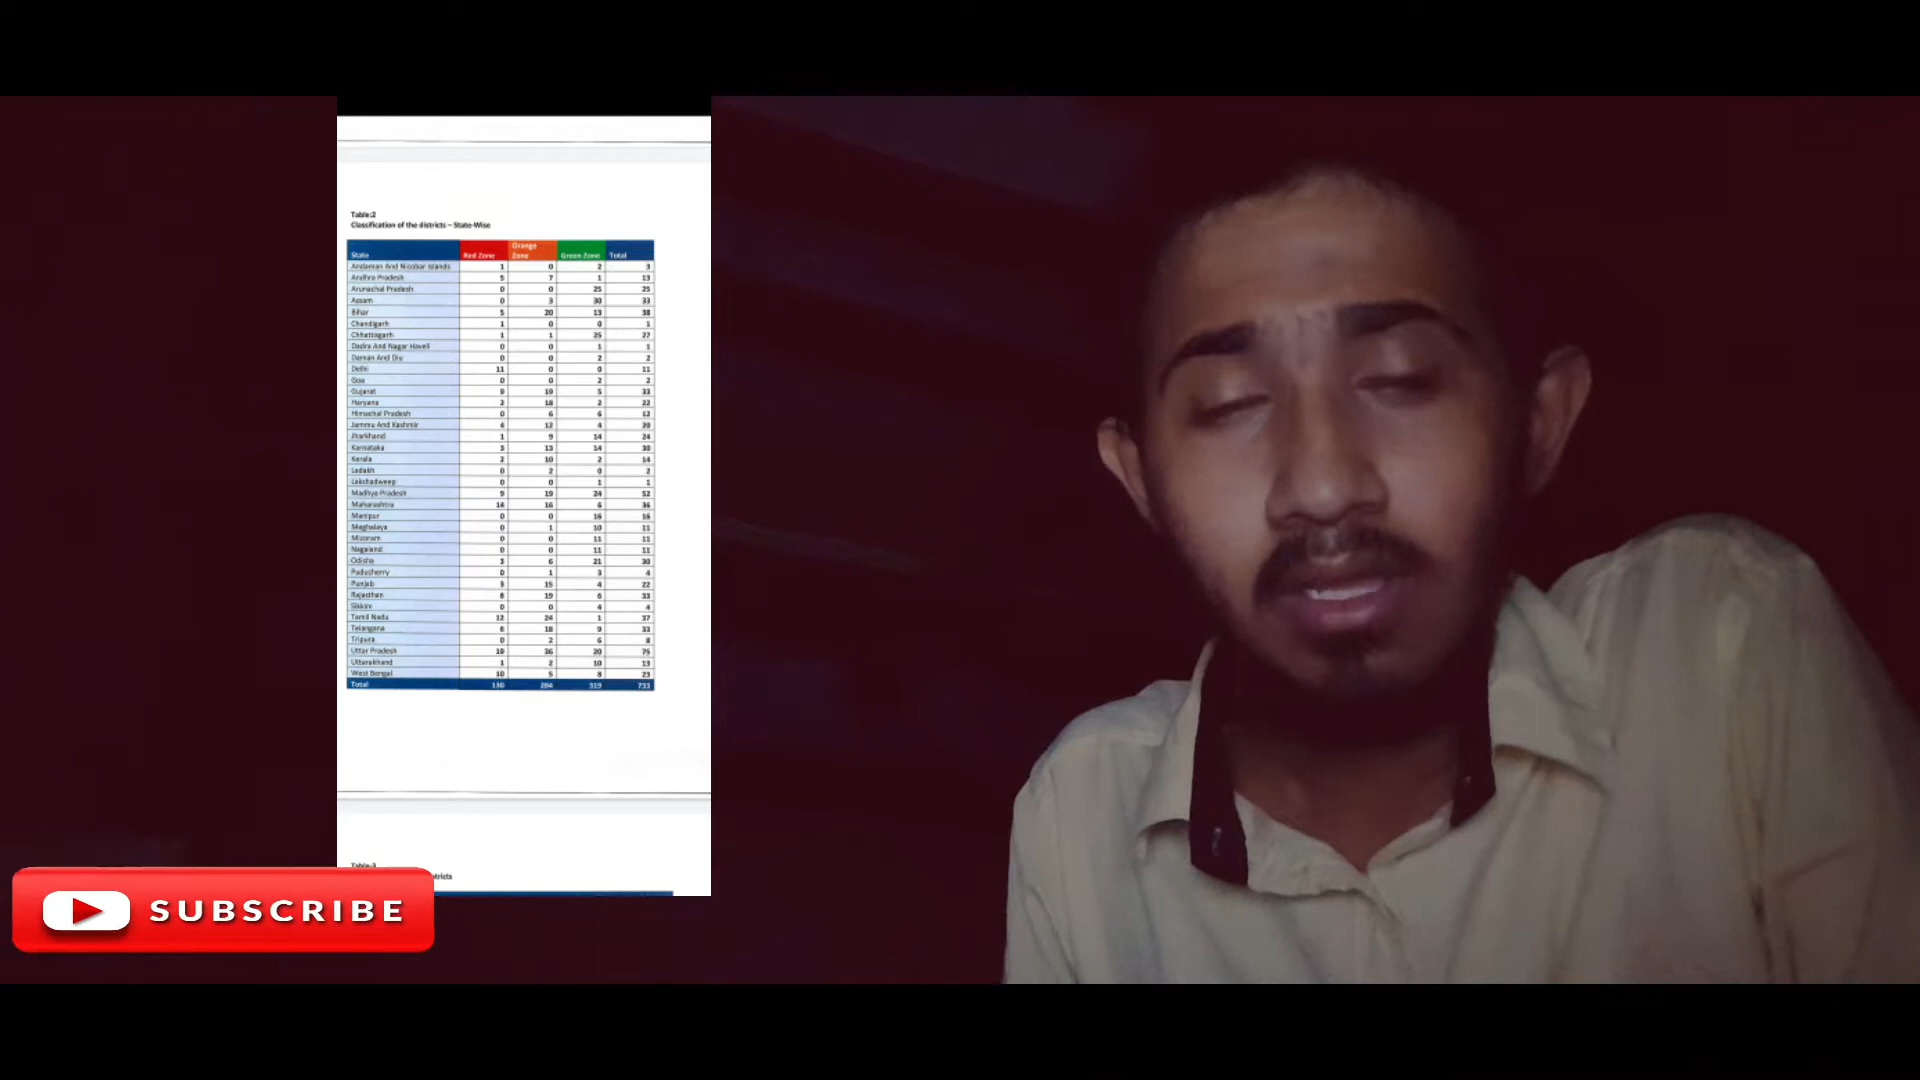 Table:2
Classification of the districts – State-Wise
State Red Zone Orange Zone Green Zone Total
Andaman And Nicobar Islands 1 0 2 3
Andhra Pradesh 5 7 1 13
Arunachal Pradesh 0 0 25 25
Assam 0 3 30 33
Bihar 5 20 13 38
Chandigarh 1 0 0 1
Chhattisgarh 1 1 25 27
Dadra And Nagar Haveli 0 0 1 1
Daman And Diu 0 0 2 2
Delhi 11 0 0 11
Goa 0 0 2 2
Gujarat 9 19 5 33
Haryana 2 18 2 22
Himachal Pradesh 0 6 6 12
Jammu And Kashmir 4 12 4 20
Jharkhand 1 9 14 24
Karnataka 3 13 14 30
Kerala 2 10 2 14
Ladakh 0 2 0 2
Lakshadweep 0 0 1 1
Madhya Pradesh 9 19 24 52
Maharashtra 14 16 6 36
Manipur 0 0 16 16
Meghalaya 0 1 10 11
Mizoram 0 0 11 11
Nagaland 0 0 11 11
Odisha 3 6 21 30
Puducherry 0 1 3 4
Punjab 3 15 4 22
Rajasthan 8 19 6 33
Sikkim 0 0 4 4
Tamil Nadu 12 24 1 37
Telangana 6 18 9 33
Tripura 0 2 6 8
Uttar Pradesh 19 36 20 75
Uttarakhand 1 2 10 13
West Bengal 10 5 8 23
Total 130 284 319 733
Table-3
stricts
SUBSCRIBE